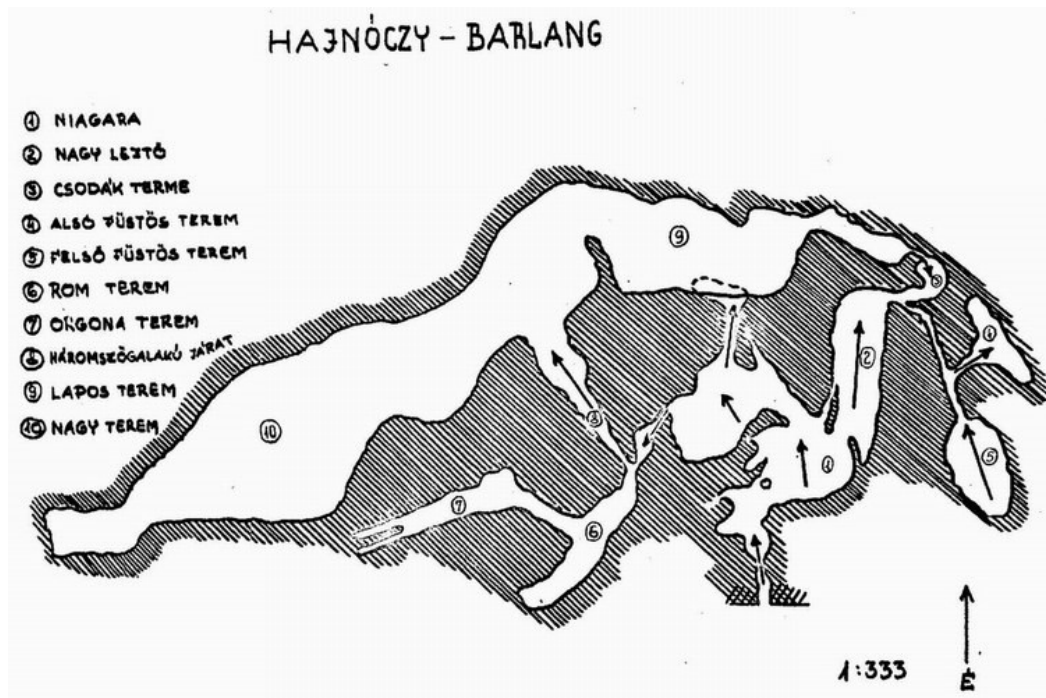 HAJNÓCZY – BARLANG
① NIAGARA
② NAGY LEJTŐ
③ CSODÁK TERME
④ ALSÓ FÜSTÖS TEREM
⑤ FELSŐ FÜSTÖS TEREM
⑥ ROM TEREM
⑦ ORGONA TEREM
⑧ HÁROMSZÖGALAKÚ JÁRAT
⑨ LAPOS TEREM
⑩ NAGY TEREM
⑨
③
④
②
⑧
⑩
①
⑤
⑦
⑥
1:333
É